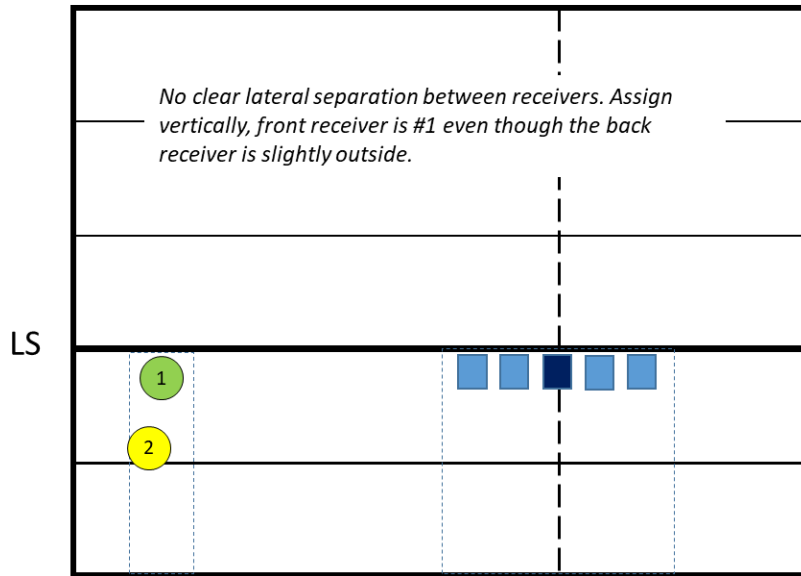 No clear lateral separation between receivers. Assign
vertically, front receiver is #1 even though the back
receiver is slightly outside.
LS
1
2